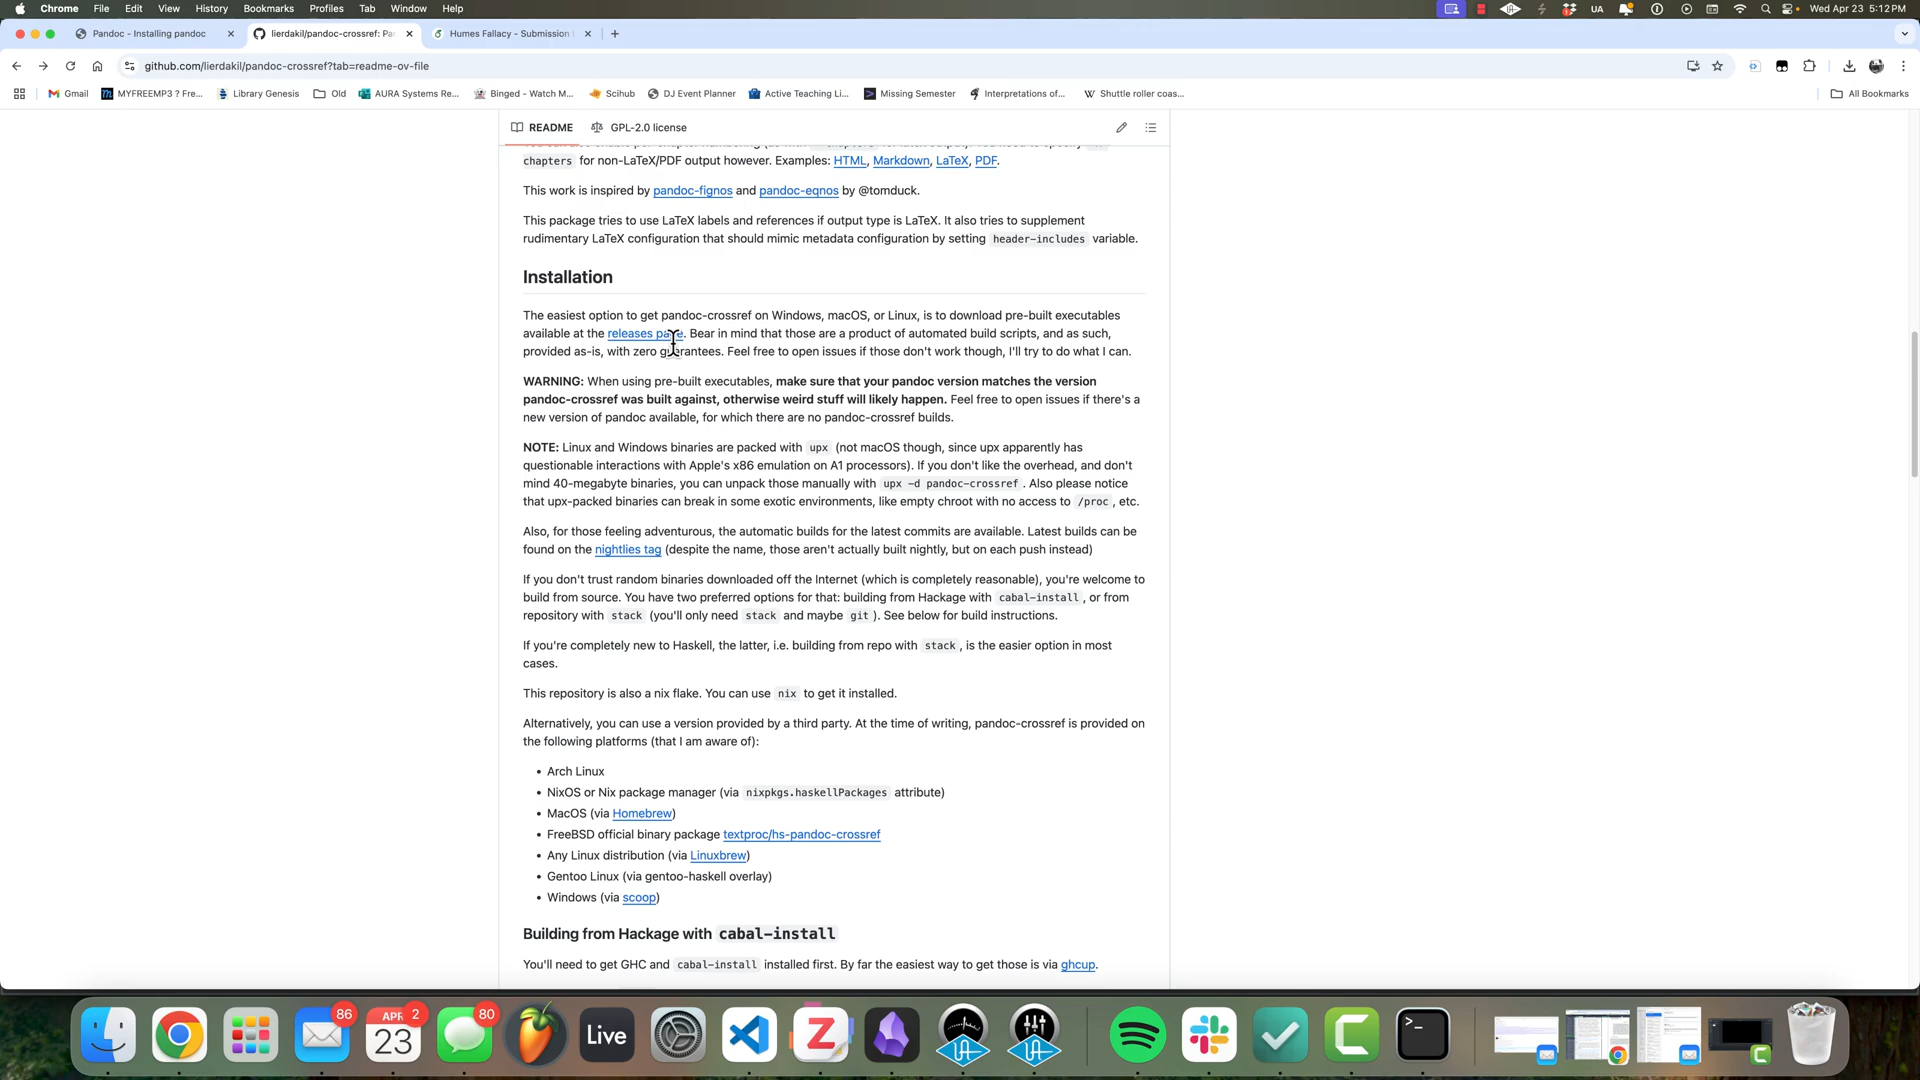 Chrome File Edit View History Bookmarks Profiles Tab Window Help UA Wed Apr 23 5:12 PM
Pandoc - Installing pandoc lierdakil/pandoc-crossref: Pa Humes Fallacy - Submission
github.com/lierdakil/pandoc-crossref?tab=readme-ov-file
Gmail MYFREEMP3 ? Fre... Library Genesis Old AURA Systems Re... Binged - Watch M... Scihub DJ Event Planner Active Teaching Li... Missing Semester Interpretations of... Shuttle roller coas... All Bookmarks
README GPL-2.0 license
chapters for non-LaTeX/PDF output however. Examples: HTML, Markdown, LaTeX, PDF.
This work is inspired by pandoc-fignos and pandoc-eqnos by @tomduck.
This package tries to use LaTeX labels and references if output type is LaTeX. It also tries to supplement
rudimentary LaTeX configuration that should mimic metadata configuration by setting header-includes variable.
Installation
The easiest option to get pandoc-crossref on Windows, macOS, or Linux, is to download pre-built executables
available at the releases page. Bear in mind that those are a product of automated build scripts, and as such,
provided as-is, with zero guarantees. Feel free to open issues if those don't work though, I'll try to do what I can.
WARNING: When using pre-built executables, make sure that your pandoc version matches the version
pandoc-crossref was built against, otherwise weird stuff will likely happen. Feel free to open issues if there's a
new version of pandoc available, for which there are no pandoc-crossref builds.
NOTE: Linux and Windows binaries are packed with upx (not macOS though, since upx apparently has
questionable interactions with Apple's x86 emulation on A1 processors). If you don't like the overhead, and don't
mind 40-megabyte binaries, you can unpack those manually with upx -d pandoc-crossref . Also please notice
that upx-packed binaries can break in some exotic environments, like empty chroot with no access to /proc , etc.
Also, for those feeling adventurous, the automatic builds for the latest commits are available. Latest builds can be
found on the nightlies tag (despite the name, those aren't actually built nightly, but on each push instead)
If you don't trust random binaries downloaded off the Internet (which is completely reasonable), you're welcome to
build from source. You have two preferred options for that: building from Hackage with cabal-install , or from
repository with stack (you'll only need stack and maybe git ). See below for build instructions.
If you're completely new to Haskell, the latter, i.e. building from repo with stack , is the easier option in most
cases.
This repository is also a nix flake. You can use nix to get it installed.
Alternatively, you can use a version provided by a third party. At the time of writing, pandoc-crossref is provided on
the following platforms (that I am aware of):
• Arch Linux
• NixOS or Nix package manager (via nixpkgs.haskellPackages attribute)
• MacOS (via Homebrew)
• FreeBSD official binary package textproc/hs-pandoc-crossref
• Any Linux distribution (via Linuxbrew)
• Gentoo Linux (via gentoo-haskell overlay)
• Windows (via scoop)
Building from Hackage with cabal-install
You'll need to get GHC and cabal-install installed first. By far the easiest way to get those is via ghcup.
86 APR 2 23 80 Live